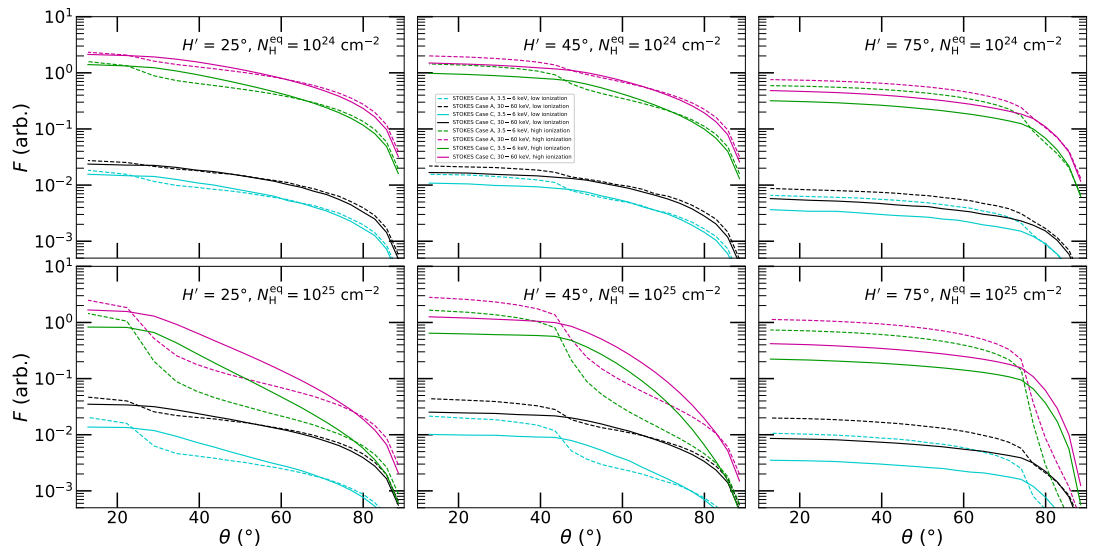 H′ = 25°, N_H^eq = 10^24 cm^−2
H′ = 45°, N_H^eq = 10^24 cm^−2
H′ = 75°, N_H^eq = 10^24 cm^−2
10^1
10^0
10^−1
10^−2
10^−3
F (arb.)
STOKES Case A, 3.5−6 keV, low ionization
STOKES Case A, 30−60 keV, low ionization
STOKES Case C, 3.5−6 keV, low ionization
STOKES Case C, 30−60 keV, low ionization
STOKES Case A, 3.5−6 keV, high ionization
STOKES Case A, 30−60 keV, high ionization
STOKES Case C, 3.5−6 keV, high ionization
STOKES Case C, 30−60 keV, high ionization
H′ = 25°, N_H^eq = 10^25 cm^−2
H′ = 45°, N_H^eq = 10^25 cm^−2
H′ = 75°, N_H^eq = 10^25 cm^−2
10^1
10^0
10^−1
10^−2
10^−3
F (arb.)
20 40 60 80
20 40 60 80
20 40 60 80
θ (°)
θ (°)
θ (°)